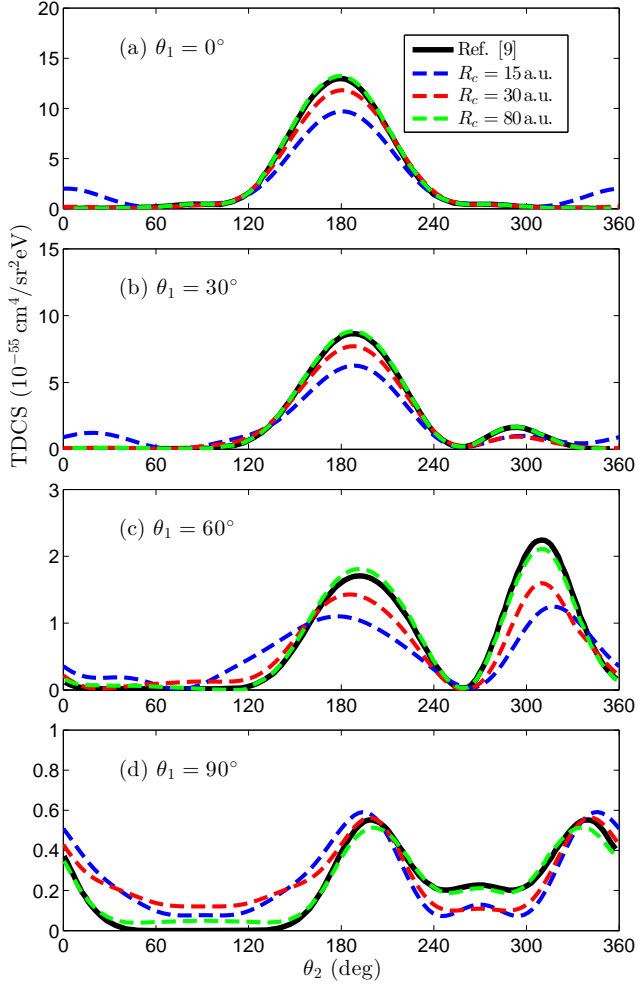 20
15
10
5
0
(a) θ₁ = 0°
Ref. [9]
R_c = 15 a.u.
R_c = 30 a.u.
R_c = 80 a.u.
0 60 120 180 240 300 360
15
10
5
0
(b) θ₁ = 30°
0 60 120 180 240 300 360
TDCS (10⁻⁵⁵ cm⁴/sr²eV)
3
2
1
0
(c) θ₁ = 60°
0 60 120 180 240 300 360
1
0.8
0.6
0.4
0.2
0
(d) θ₁ = 90°
0 60 120 180 240 300 360
θ₂ (deg)